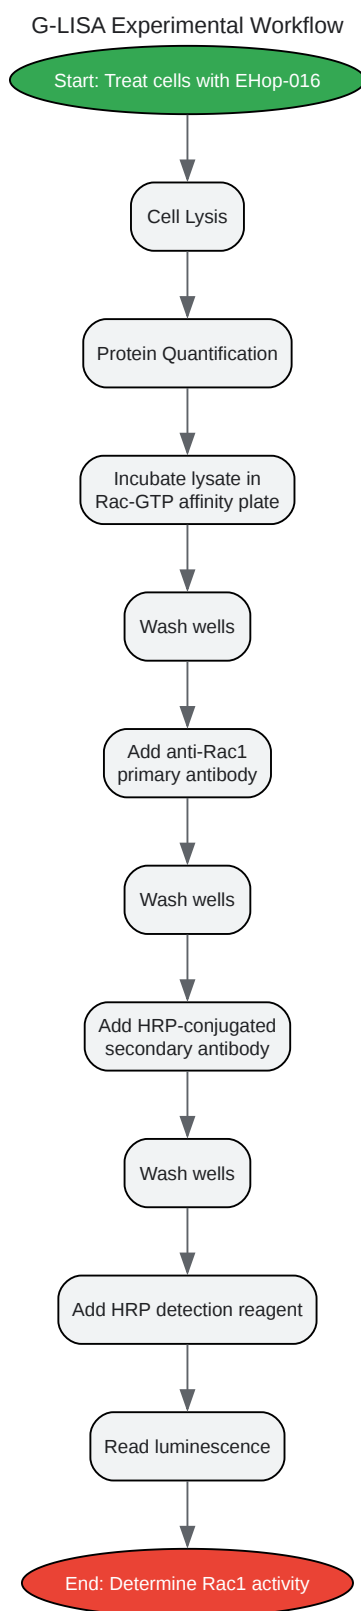 G-LISA Experimental Workflow
Start: Treat cells with EHop-016
Cell Lysis
Protein Quantification
Incubate lysate in
Rac-GTP affinity plate
Wash wells
Add anti-Rac1
primary antibody
Wash wells
Add HRP-conjugated
secondary antibody
Wash wells
Add HRP detection reagent
Read luminescence
End: Determine Rac1 activity